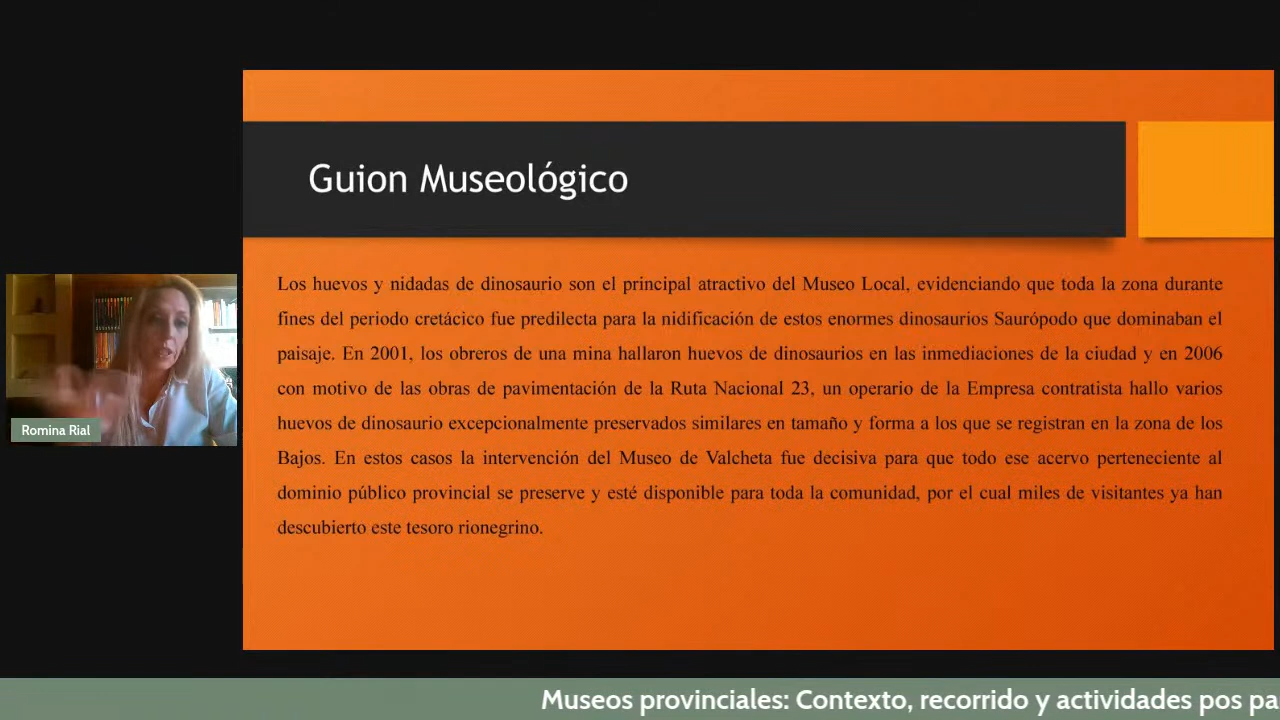 Guion Museológico
Los huevos y nidadas de dinosaurio son el principal atractivo del Museo Local, evidenciando que toda la zona durante
fines del periodo cretácico fue predilecta para la nidificación de estos enormes dinosaurios Saurópodo que dominaban el
paisaje. En 2001, los obreros de una mina hallaron huevos de dinosaurios en las inmediaciones de la ciudad y en 2006
con motivo de las obras de pavimentación de la Ruta Nacional 23, un operario de la Empresa contratista hallo varios
huevos de dinosaurio excepcionalmente preservados similares en tamaño y forma a los que se registran en la zona de los
Bajos. En estos casos la intervención del Museo de Valcheta fue decisiva para que todo ese acervo perteneciente al
dominio público provincial se preserve y esté disponible para toda la comunidad, por el cual miles de visitantes ya han
descubierto este tesoro rionegrino.
Romina Rial
Museos provinciales: Contexto, recorrido y actividades pos pa